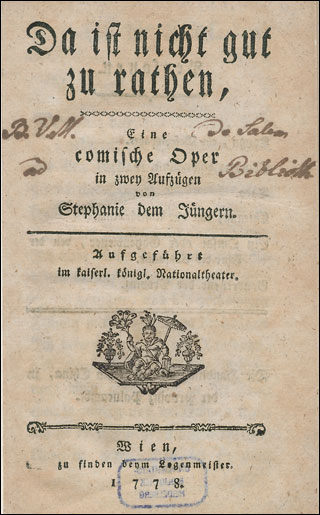 Da ist nicht gut
zu rathen,
Eine
comische Oper
in zwey Aufzügen
von
Stephanie dem Jüngern.
Aufgeführt
im kaiserl. königl. Nationaltheater.
Wien,
zu finden beym Logenmeister.
1778.